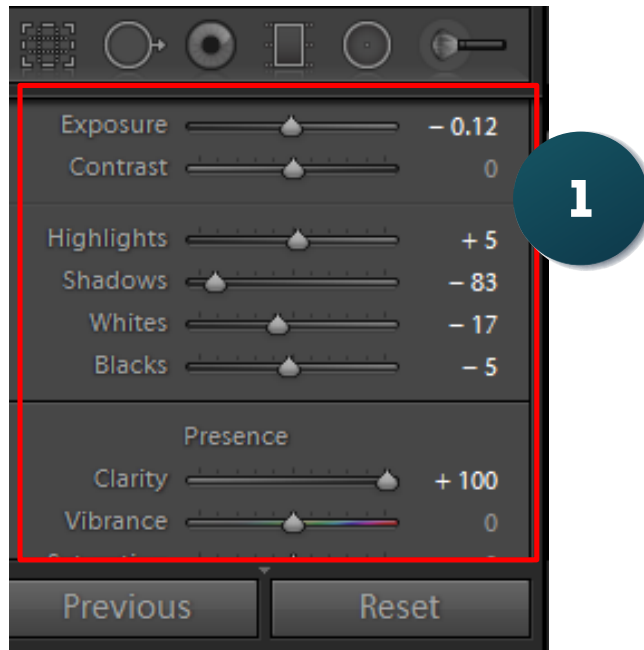 Exposure – 0.12
Contrast 0
1
Highlights + 5
Shadows – 83
Whites – 17
Blacks – 5
Presence
Clarity + 100
Vibrance 0
Previous Reset